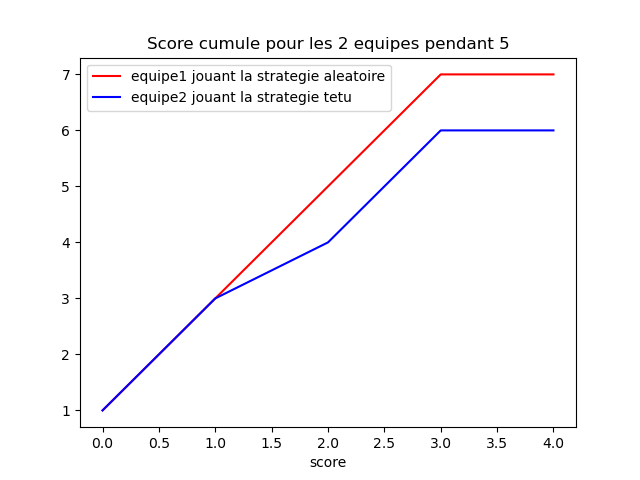 Score cumule pour les 2 equipes pendant 5
equipe1 jouant la strategie aleatoire
equipe2 jouant la strategie tetu
7
6
5
4
3
2
1
0.0 0.5 1.0 1.5 2.0 2.5 3.0 3.5 4.0
score